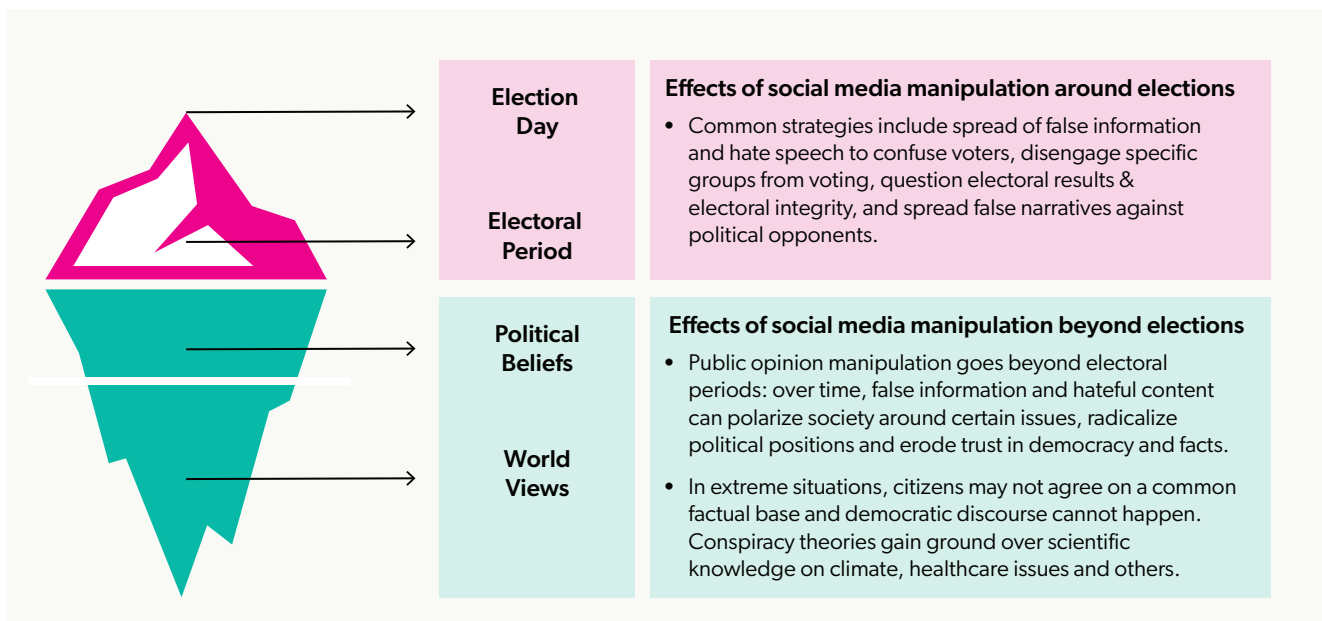 Election
Day
Effects of social media manipulation around elections
• Common strategies include spread of false information
and hate speech to confuse voters, disengage specific
groups from voting, question electoral results &
electoral integrity, and spread false narratives against
political opponents.
Electoral
Period
Political
Beliefs
Effects of social media manipulation beyond elections
• Public opinion manipulation goes beyond electoral
periods: over time, false information and hateful content
can polarize society around certain issues, radicalize
political positions and erode trust in democracy and facts.
World
Views
• In extreme situations, citizens may not agree on a common
factual base and democratic discourse cannot happen.
Conspiracy theories gain ground over scientific
knowledge on climate, healthcare issues and others.